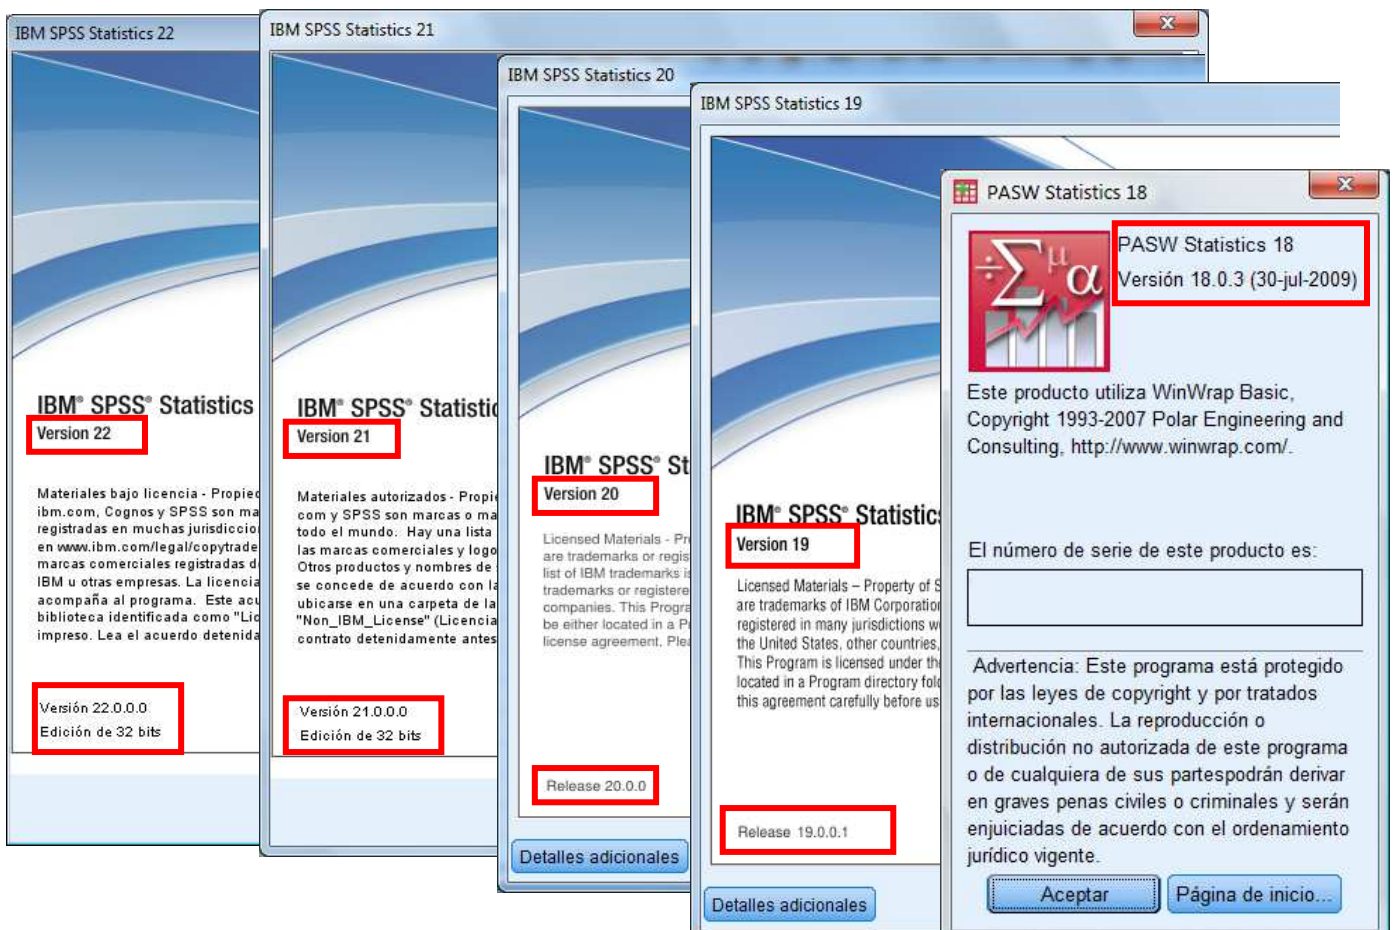 IBM SPSS Statistics 22
IBM® SPSS® Statistics
Version 22
Materiales bajo licencia - Propied
ibm.com, Cognos y SPSS son ma
registradas en muchas jurisdiccio
en www.ibm.com/legal/copytrade
marcas comerciales registradas d
IBM u otras empresas. La licencia
acompaña al programa. Este acu
biblioteca identificada como "Lic
impreso. Lea el acuerdo detenida
Versión 22.0.0.0
Edición de 32 bits
IBM SPSS Statistics 21
IBM® SPSS® Statistic
Version 21
Materiales autorizados - Propie
com y SPSS son marcas o ma
todo el mundo. Hay una lista
las marcas comerciales y logo
Otros productos y nombres de
se concede de acuerdo con la
ubicarse en una carpeta de la
"Non_IBM_License" (Licencia
contrato detenidamente antes
Versión 21.0.0.0
Edición de 32 bits
IBM SPSS Statistics 20
IBM® SPSS® St
Version 20
Licensed Materials - Pr
are trademarks or regis
list of IBM trademarks is
trademarks or registere
companies. This Progra
be either located in a P
license agreement. Plea
Release 20.0.0
Detalles adicionales
IBM SPSS Statistics 19
IBM® SPSS® Statistics
Version 19
Licensed Materials – Property of S
are trademarks of IBM Corporation
registered in many jurisdictions w
the United States, other countries,
This Program is licensed under th
located in a Program directory fold
this agreement carefully before us
Release 19.0.0.1
Detalles adicionales
PASW Statistics 18
PASW Statistics 18
Versión 18.0.3 (30-jul-2009)
Este producto utiliza WinWrap Basic,
Copyright 1993-2007 Polar Engineering and
Consulting, http://www.winwrap.com/.
El número de serie de este producto es:
Advertencia: Este programa está protegido
por las leyes de copyright y por tratados
internacionales. La reproducción o
distribución no autorizada de este programa
o de cualquiera de sus partespodrán derivar
en graves penas civiles o criminales y serán
enjuiciadas de acuerdo con el ordenamiento
jurídico vigente.
Aceptar
Página de inicio...